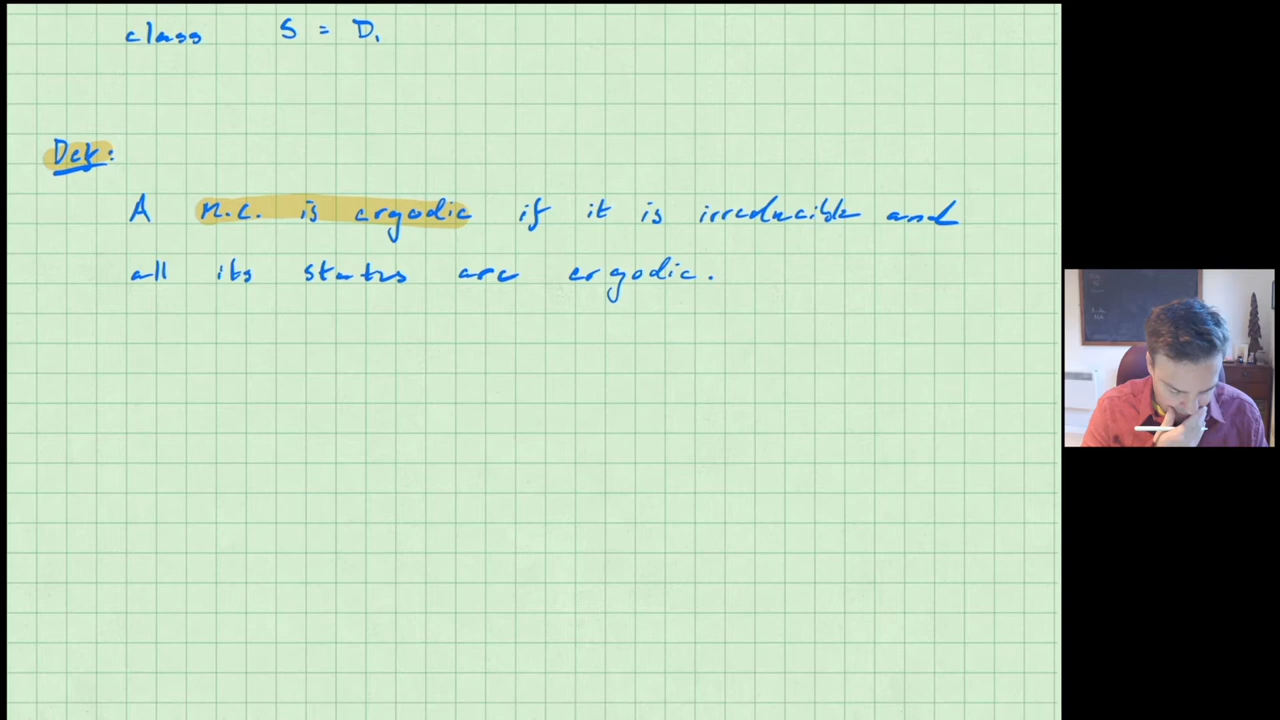 class S = D,
Def:
A M.C. is ergodic if it is irreducible and
all its states are ergodic.